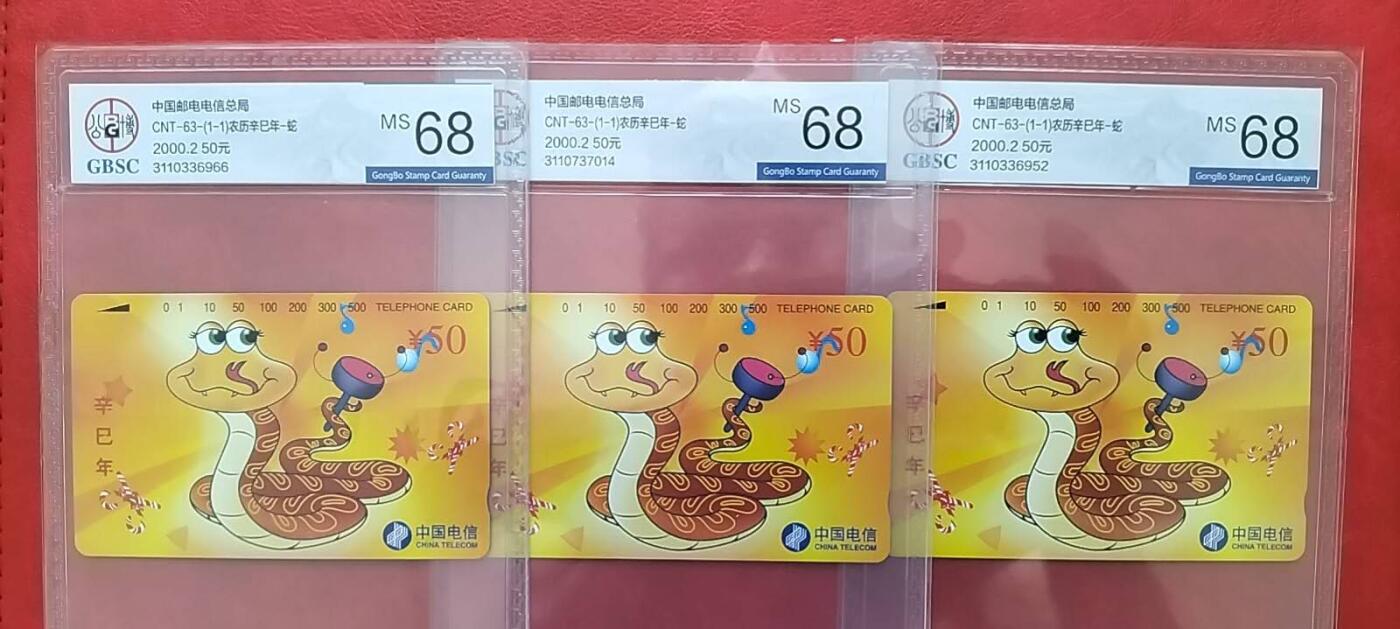 中国邮电电信总局
CNT-63-(1-1)农历辛巳年-蛇
2000.2 50元
3110336966
MS 68
GBSC
GongBo Stamp Card Guaranty
中国邮电电信总局
CNT-63-(1-1)农历辛巳年-蛇
2000.2 50元
3110737014
MS 68
GongBo Stamp Card Guaranty
中国邮电电信总局
CNT-63-(1-1)农历辛巳年-蛇
2000.2 50元
3110336952
MS 68
GBSC
GongBo Stamp Card Guaranty
0 1 10 50 100 200 300 500 TELEPHONE CARD
¥50
辛巳年
中国电信
CHINA TELECOM
0 1 10 50 100 200 300 500 TELEPHONE CARD
¥50
辛巳年
中国电信
CHINA TELECOM
0 1 10 50 100 200 300 500 TELEPHONE CARD
¥50
辛巳年
中国电信
CHINA TELECOM